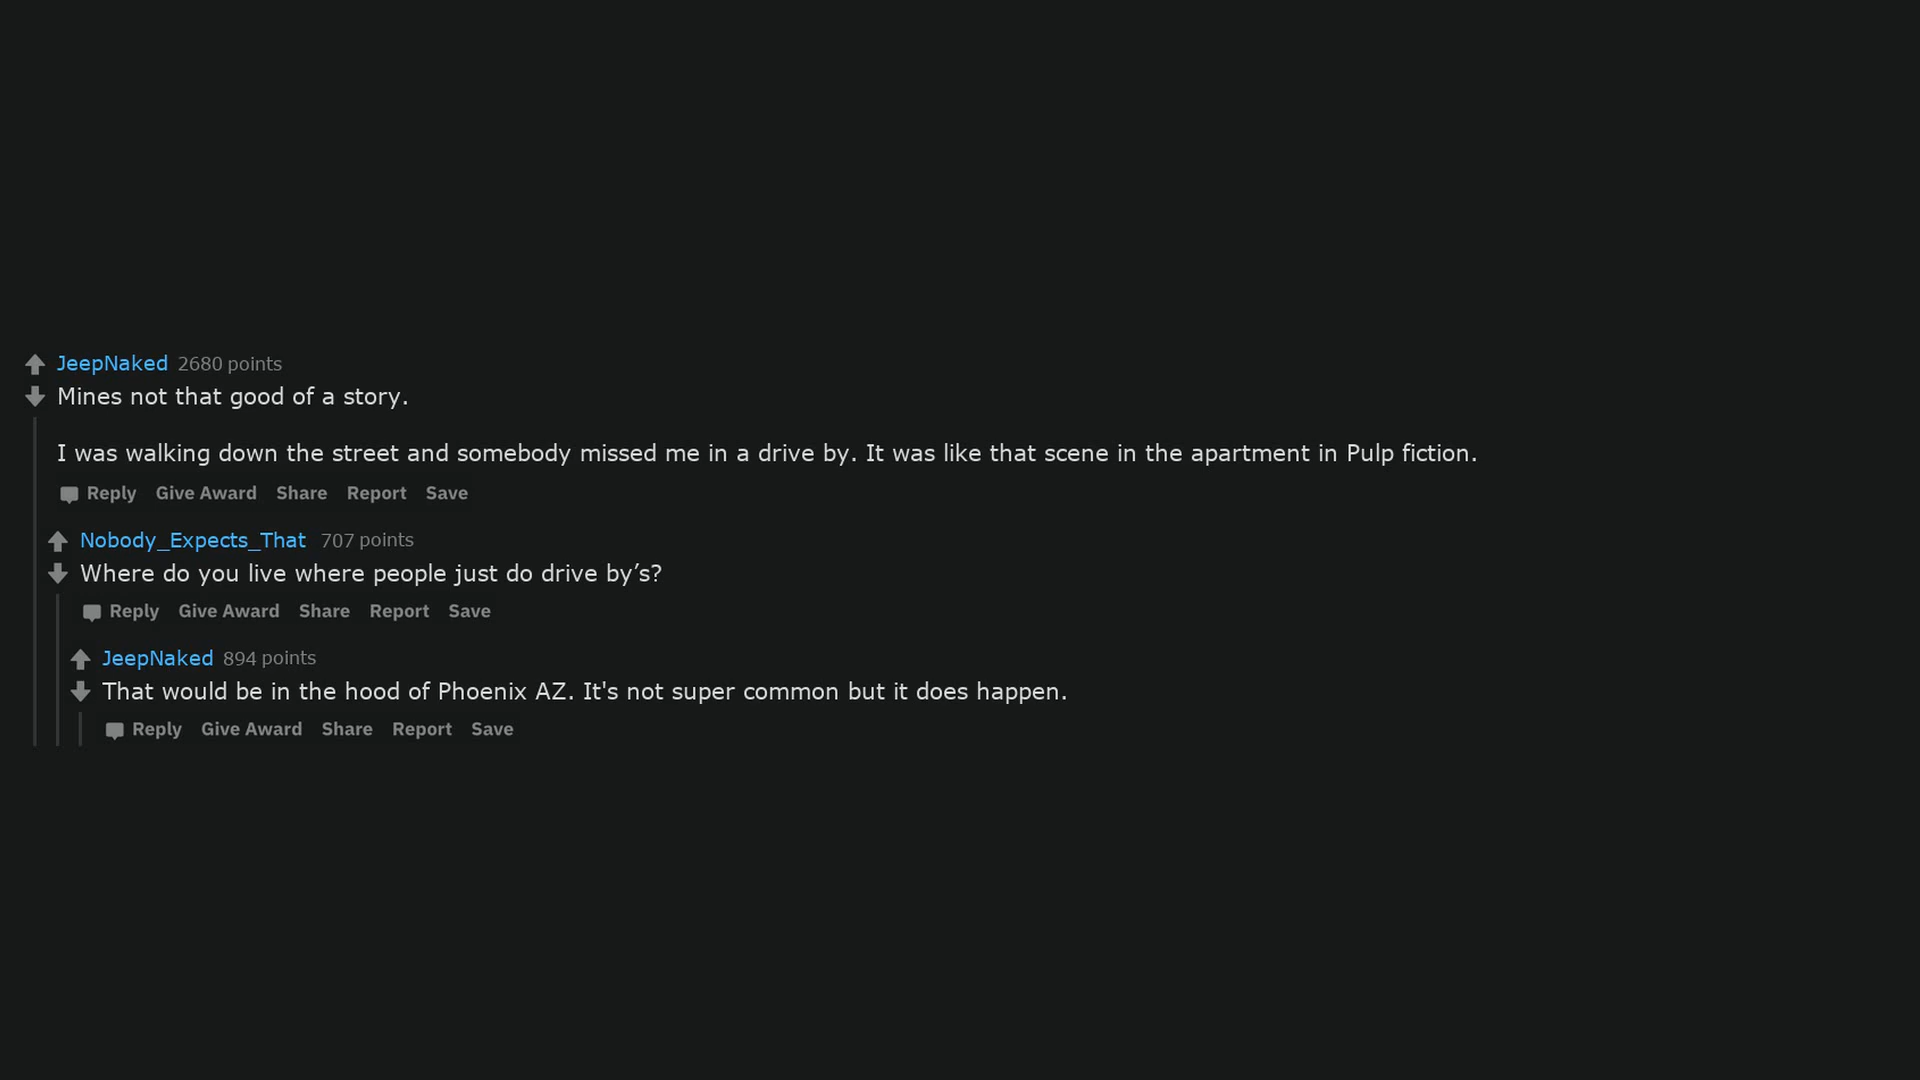 JeepNaked 2680 points
Mines not that good of a story.
I was walking down the street and somebody missed me in a drive by. It was like that scene in the apartment in Pulp fiction.
Reply Give Award Share Report Save
Nobody_Expects_That 707 points
Where do you live where people just do drive by’s?
Reply Give Award Share Report Save
JeepNaked 894 points
That would be in the hood of Phoenix AZ. It's not super common but it does happen.
Reply Give Award Share Report Save